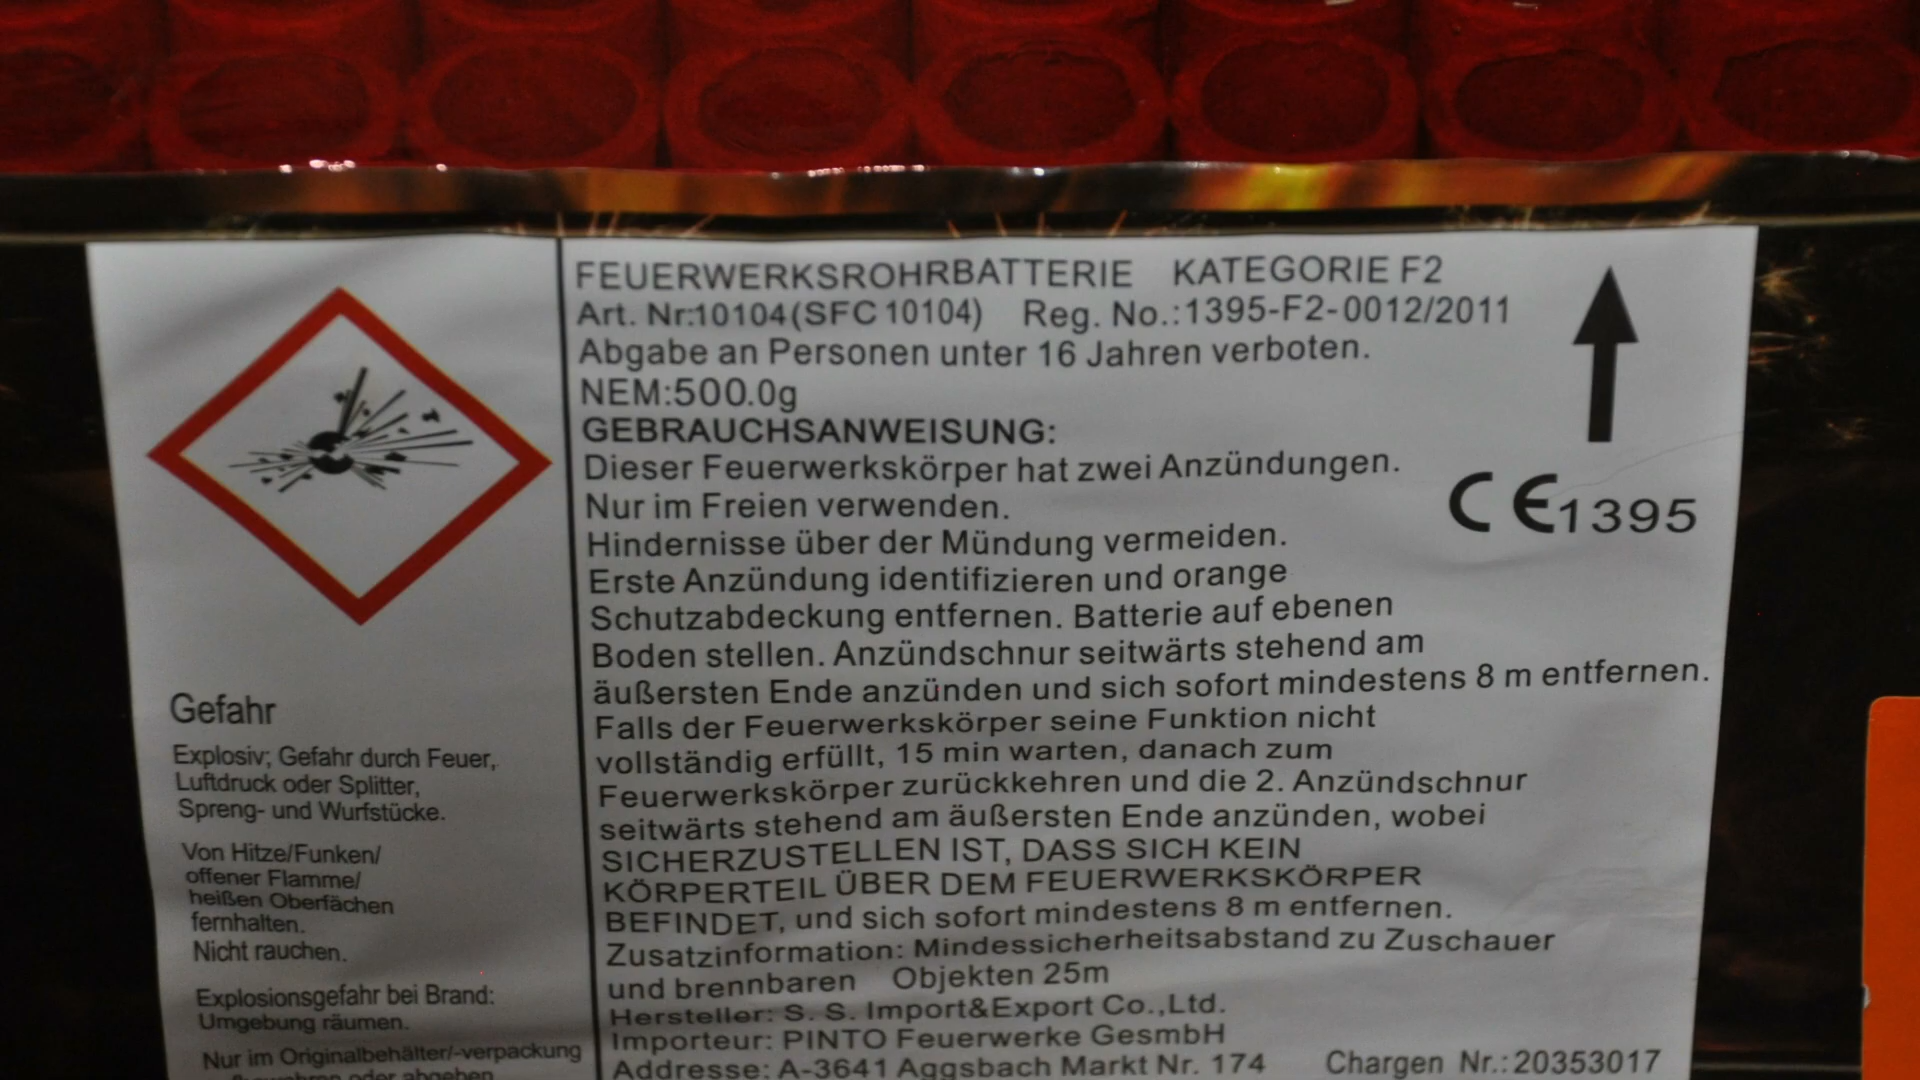 Gefahr
Explosiv; Gefahr durch Feuer,
Luftdruck oder Splitter,
Spreng- und Wurfstücke.
Von Hitze/Funken/
offener Flamme/
heißen Oberfächen
fernhalten.
Nicht rauchen.
Explosionsgefahr bei Brand:
Umgebung räumen.
Nur im Originalbehälter/-verpackung
oder abgeben
FEUERWERKSROHRBATTERIE KATEGORIE F2
Art. Nr:10104(SFC 10104) Reg. No.:1395-F2-0012/2011
Abgabe an Personen unter 16 Jahren verboten.
NEM:500.0g
GEBRAUCHSANWEISUNG:
Dieser Feuerwerkskörper hat zwei Anzündungen.
Nur im Freien verwenden.
Hindernisse über der Mündung vermeiden.
Erste Anzündung identifizieren und orange
Schutzabdeckung entfernen. Batterie auf ebenen
Boden stellen. Anzündschnur seitwärts stehend am
äußersten Ende anzünden und sich sofort mindestens 8 m entfernen.
Falls der Feuerwerkskörper seine Funktion nicht
vollständig erfüllt, 15 min warten, danach zum
Feuerwerkskörper zurückkehren und die 2. Anzündschnur
seitwärts stehend am äußersten Ende anzünden, wobei
SICHERZUSTELLEN IST, DASS SICH KEIN
KÖRPERTEIL ÜBER DEM FEUERWERKSKÖRPER
BEFINDET, und sich sofort mindestens 8 m entfernen.
Zusatzinformation: Mindessicherheitsabstand zu Zuschauer
und brennbaren Objekten 25m
Hersteller: S. S. Import&Export Co.,Ltd.
Importeur: PINTO Feuerwerke GesmbH
Addresse: A-3641 Aggsbach Markt Nr. 174 Chargen Nr.:20353017
CE1395